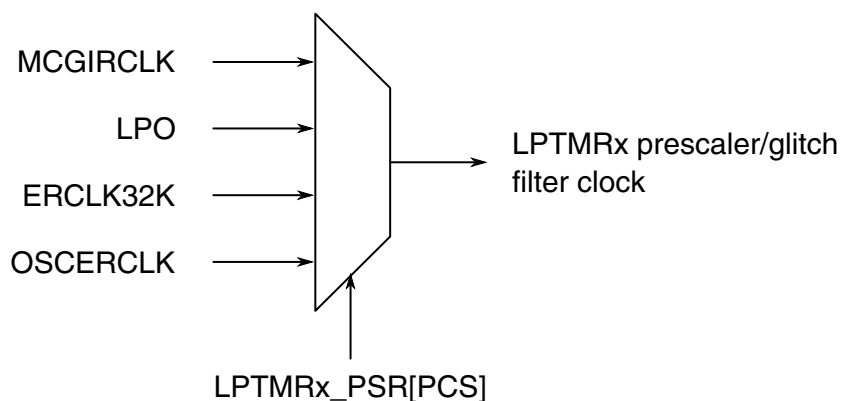 MCGIRCLK
LPO
ERCLK32K
OSCERCLK
LPTMRx prescaler/glitch
filter clock
LPTMRx_PSR[PCS]